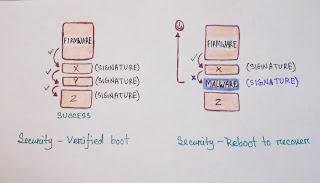 FIRMWARE
X (SIGNATURE)
Y (SIGNATURE)
Z (SIGNATURE)
SUCCESS
Security - Verified boot
FIRMWARE
X (SIGNATURE)
MALWARE (SIGNATURE)
Z
Security - Reboot to recover